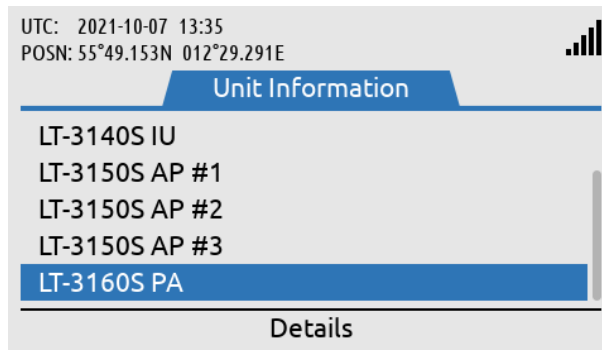 UTC: 2021-10-07 13:35
POSN: 55°49.153N 012°29.291E
Unit Information
LT-3140S IU
LT-3150S AP #1
LT-3150S AP #2
LT-3150S AP #3
LT-3160S PA
Details